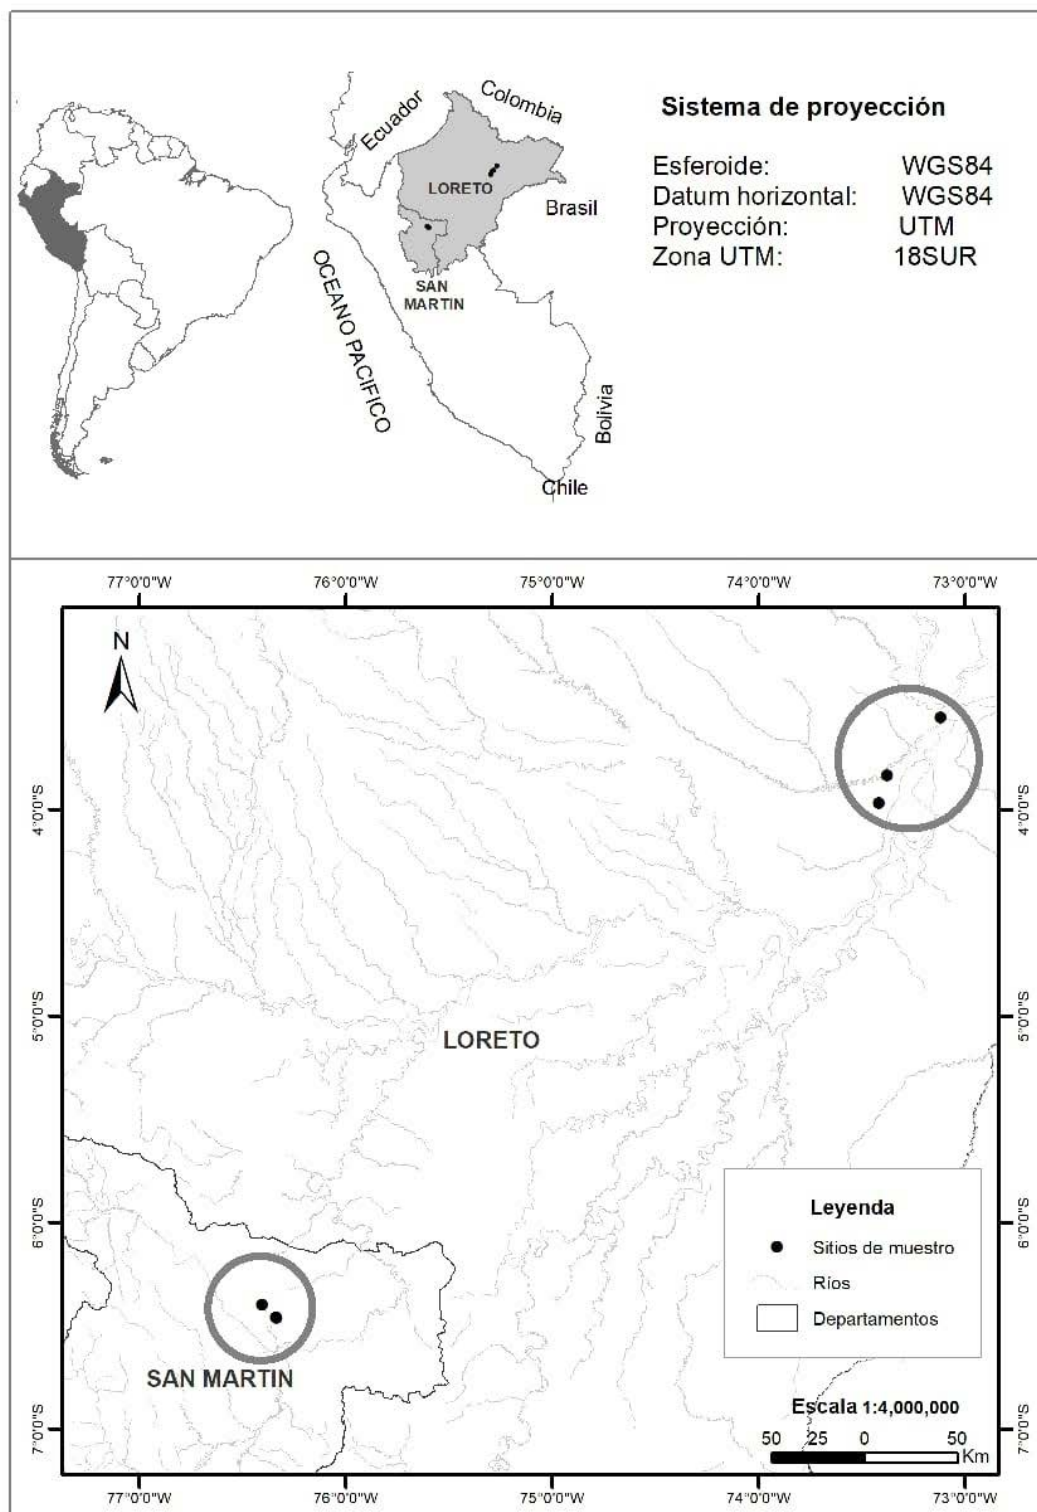 Sistema de proyección
Esferoide: WGS84
Datum horizontal: WGS84
Proyección: UTM
Zona UTM: 18SUR
Ecuador
Colombia
LORETO
Brasil
SAN
MARTIN
OCEANO PACIFICO
Bolivia
Chile
77°0'0"W 76°0'0"W 75°0'0"W 74°0'0"W 73°0'0"W
N
4°0'0"S 4°0'0"S
5°0'0"S 5°0'0"S
LORETO
6°0'0"S 6°0'0"S
Leyenda
Sitios de muestro
Ríos
Departamentos
SAN MARTIN
Escala 1:4,000,000
7°0'0"S 7°0'0"S
50 25 0 50
Km
77°0'0"W 76°0'0"W 75°0'0"W 74°0'0"W 73°0'0"W